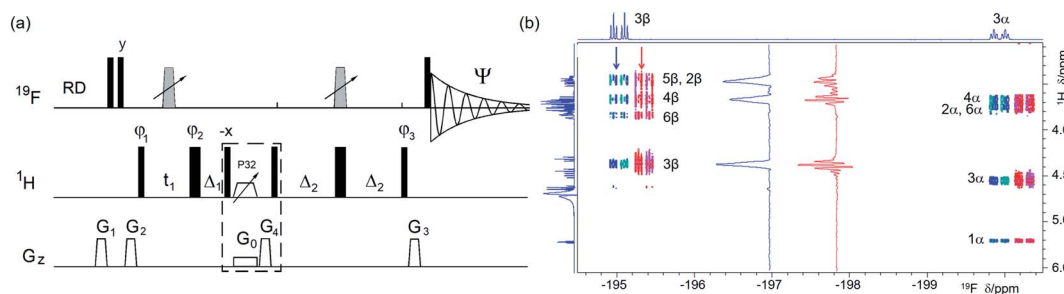 (a)
y
19F
RD
Ψ
φ1
φ2
-x
φ3
1H
t1
Δ1
P32
Δ2
Δ2
Gz
G1
G2
G0
G4
G3
(b)
3β
3α
5β, 2β
4β
6β
3β
4α
2α, 6α
3α
1α
1H δ/ppm
4.0
4.5
5.0
5.5
6.0
-195
-196
-197
-198
-199
19F δ/ppm